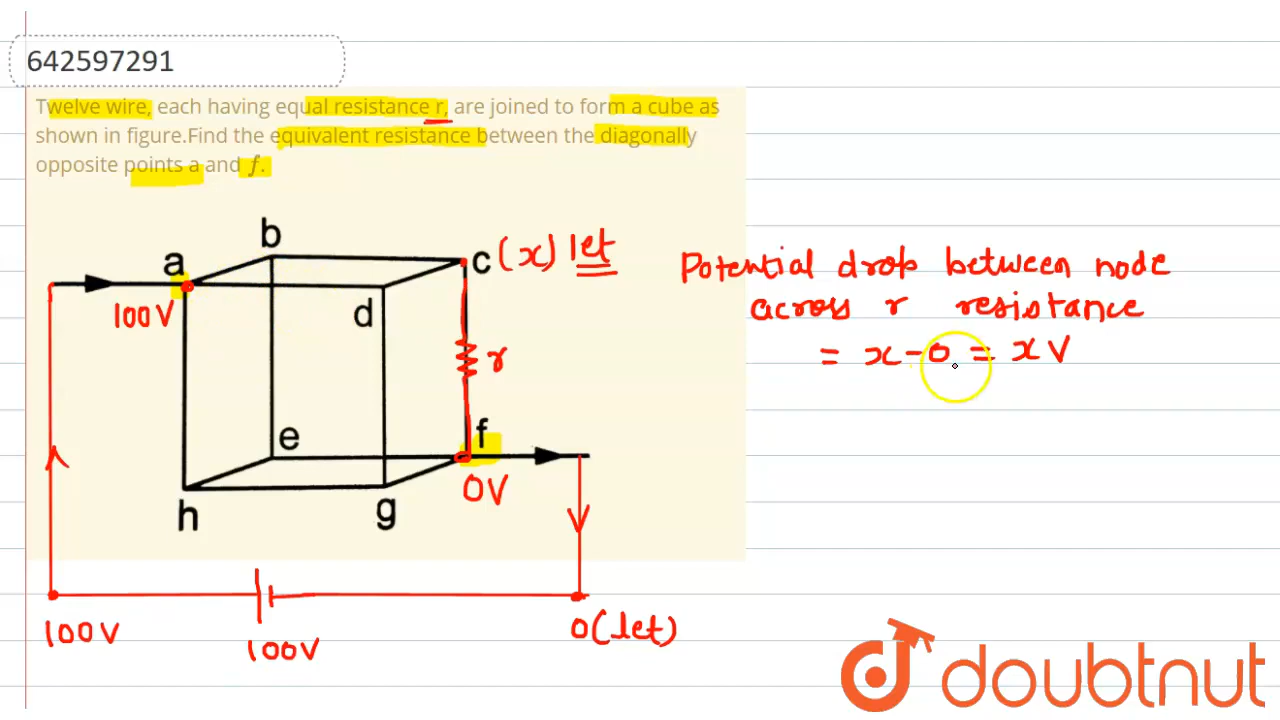 642597291
Twelve wire, each having equal resistance r, are joined to form a cube as
shown in figure.Find the equivalent resistance between the diagonally
opposite points a and f.
b
a
c (x) let
100V
d
r
e
f
0V
h
g
100V
100V
0(let)
Potential drop between node
across r resistance
= x-0 = xV
doubtnut